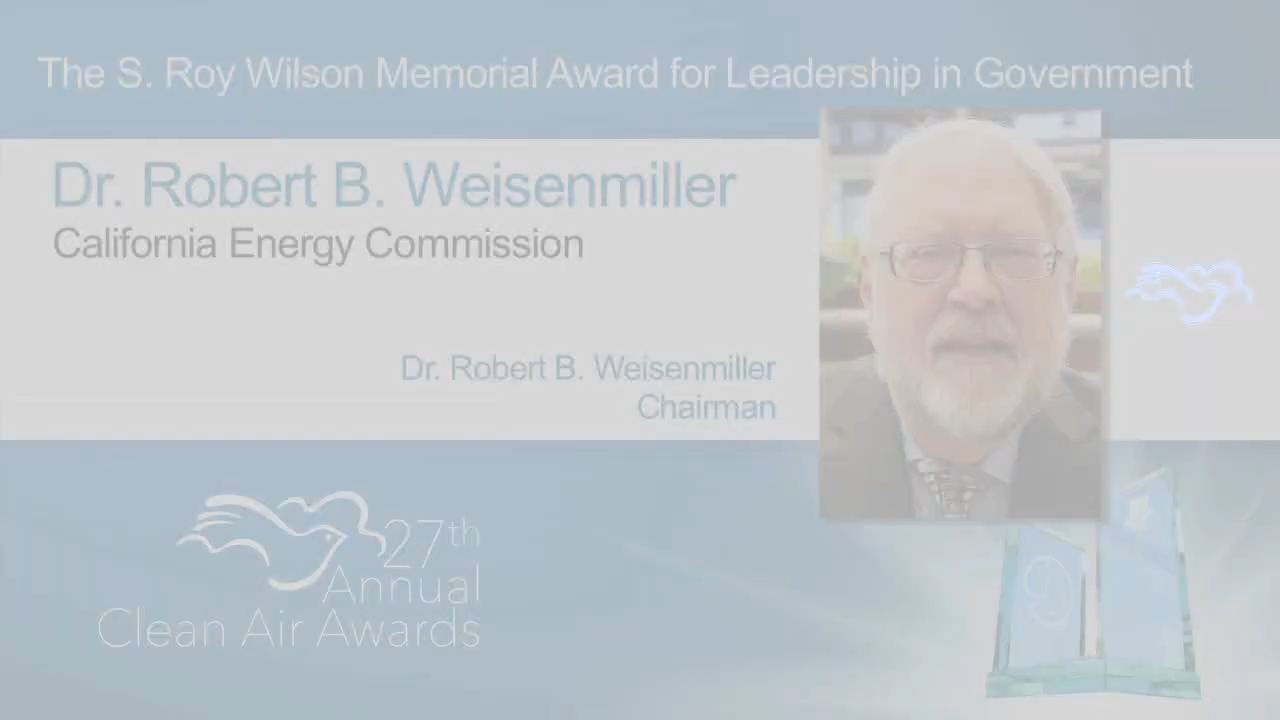 The S. Roy Wilson Memorial Award for Leadership in Government
Dr. Robert B. Weisenmiller
California Energy Commission
Dr. Robert B. Weisenmiller
Chairman
27th
Annual
Clean Air Awards